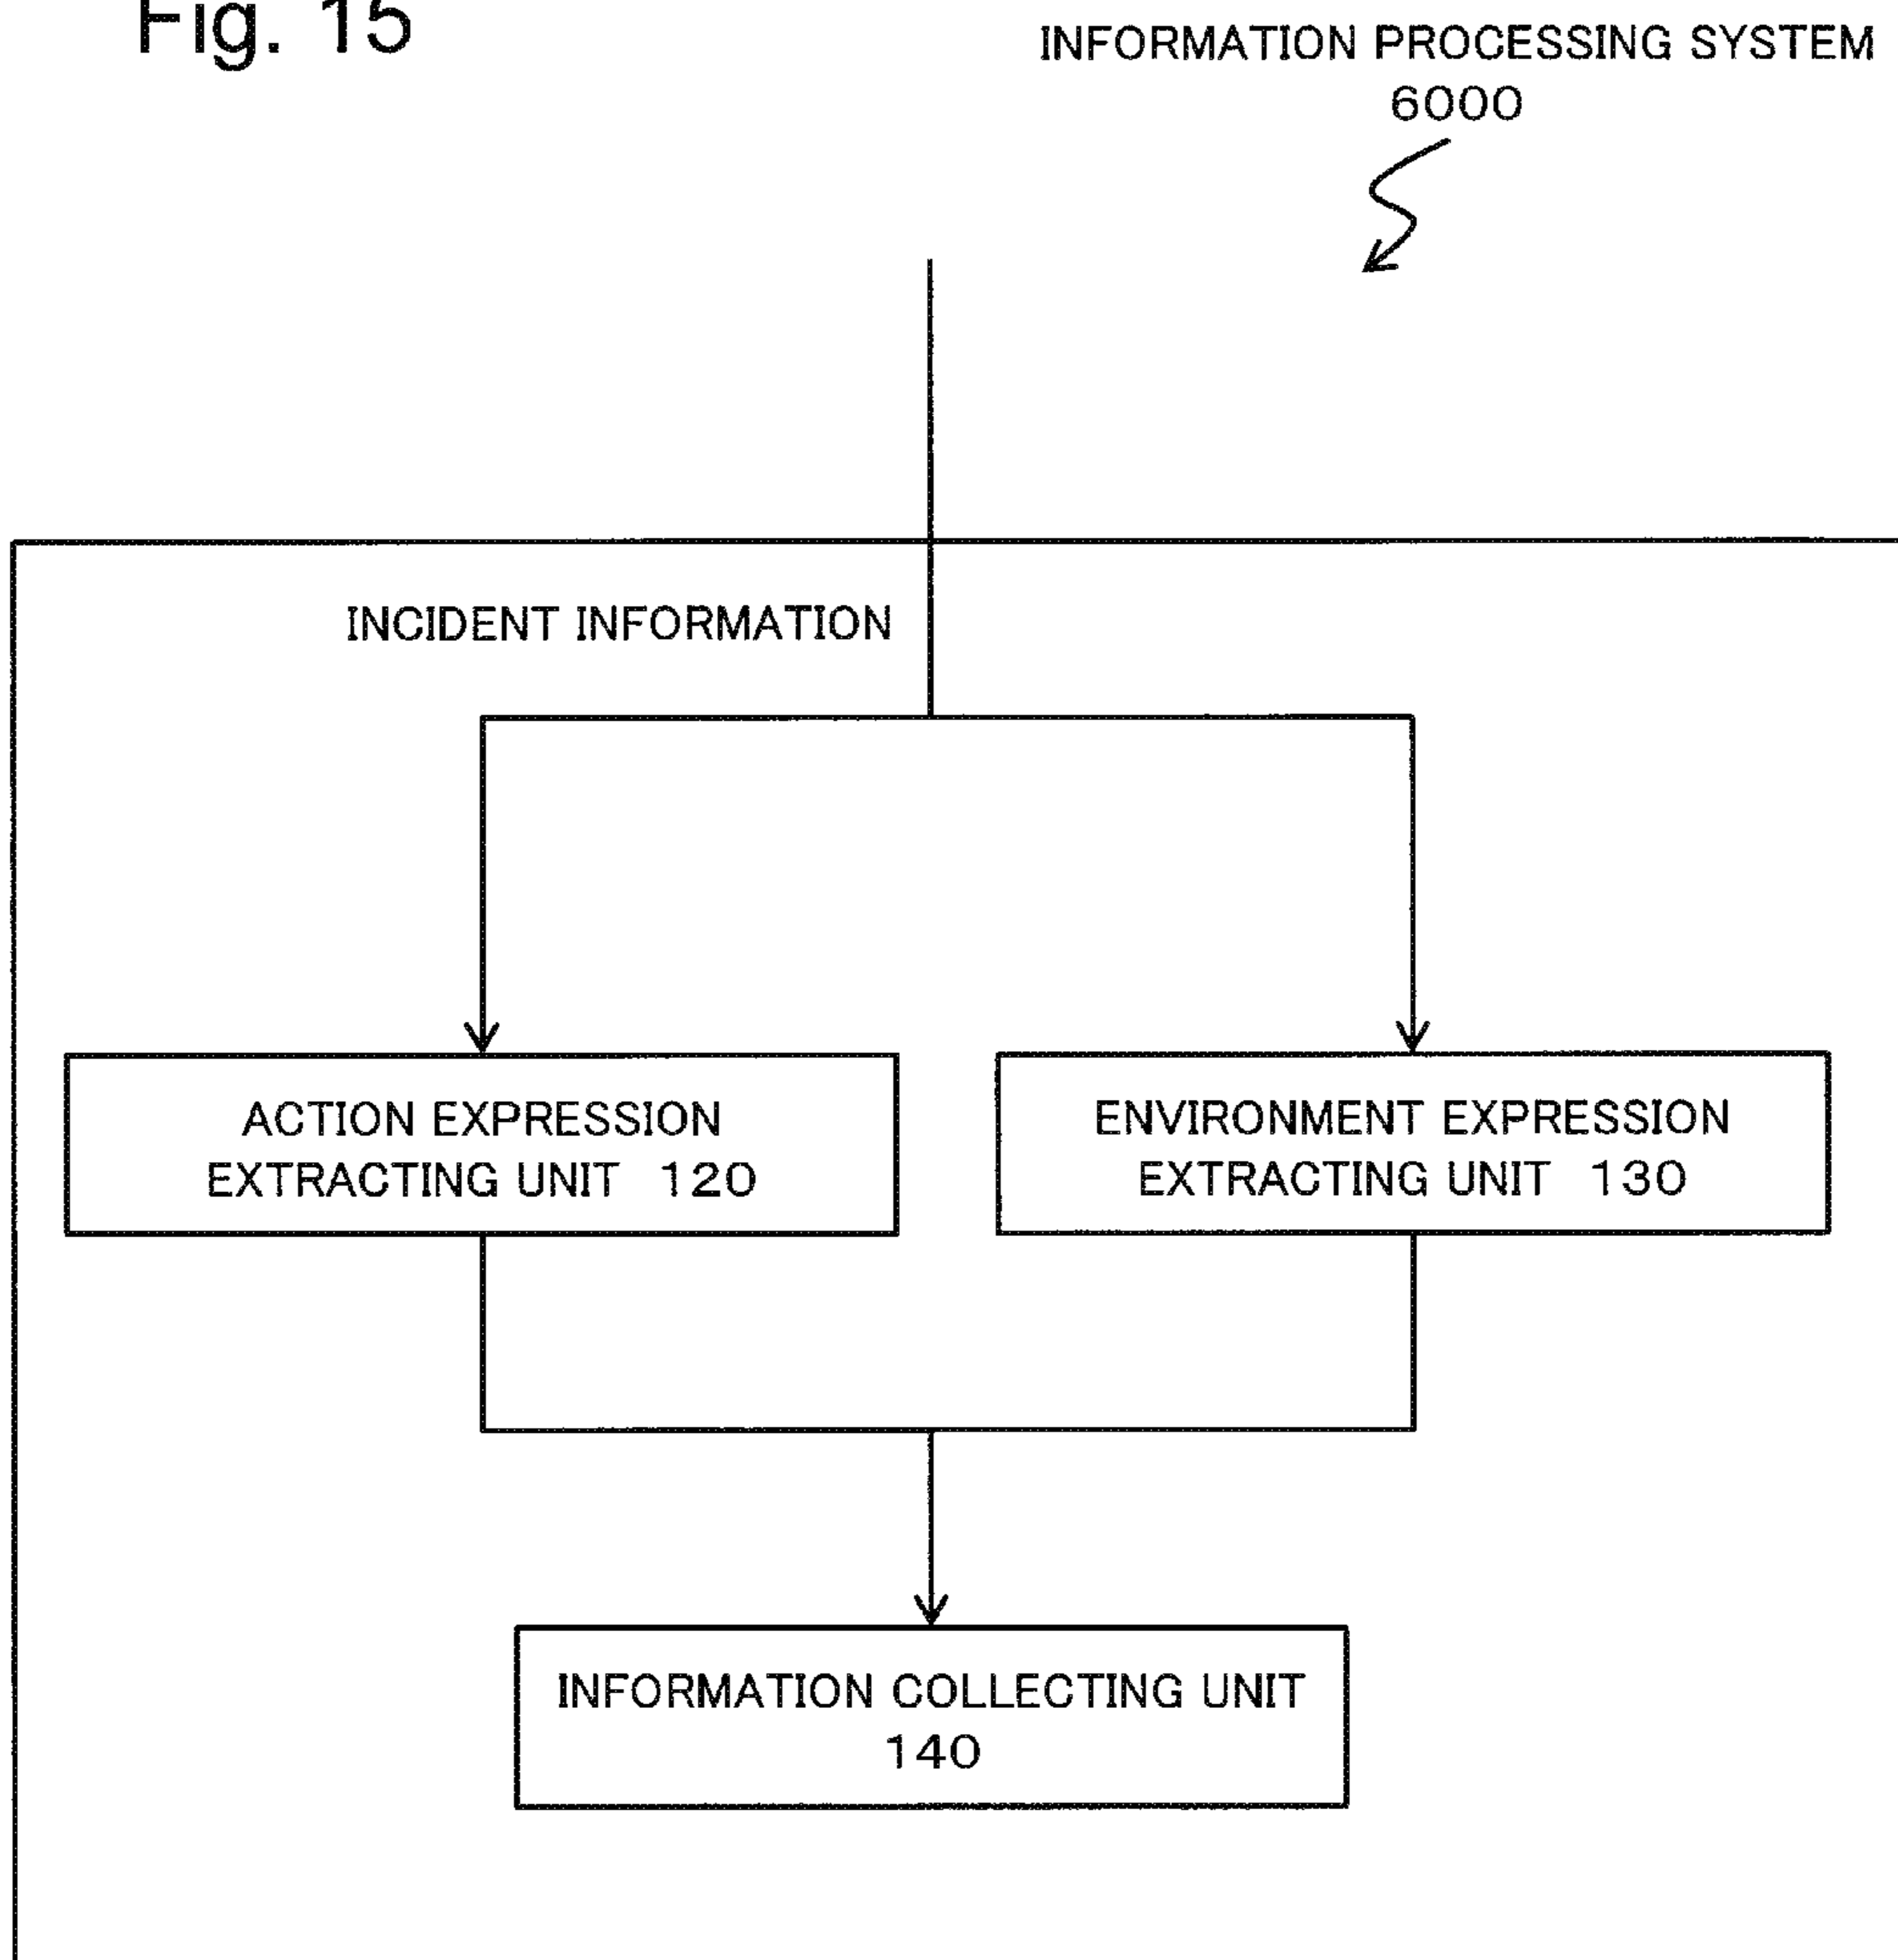 Fig. 15
INFORMATION PROCESSING SYSTEM
6000
INCIDENT INFORMATION
ACTION EXPRESSION
EXTRACTING UNIT 120
ENVIRONMENT EXPRESSION
EXTRACTING UNIT 130
INFORMATION COLLECTING UNIT
140